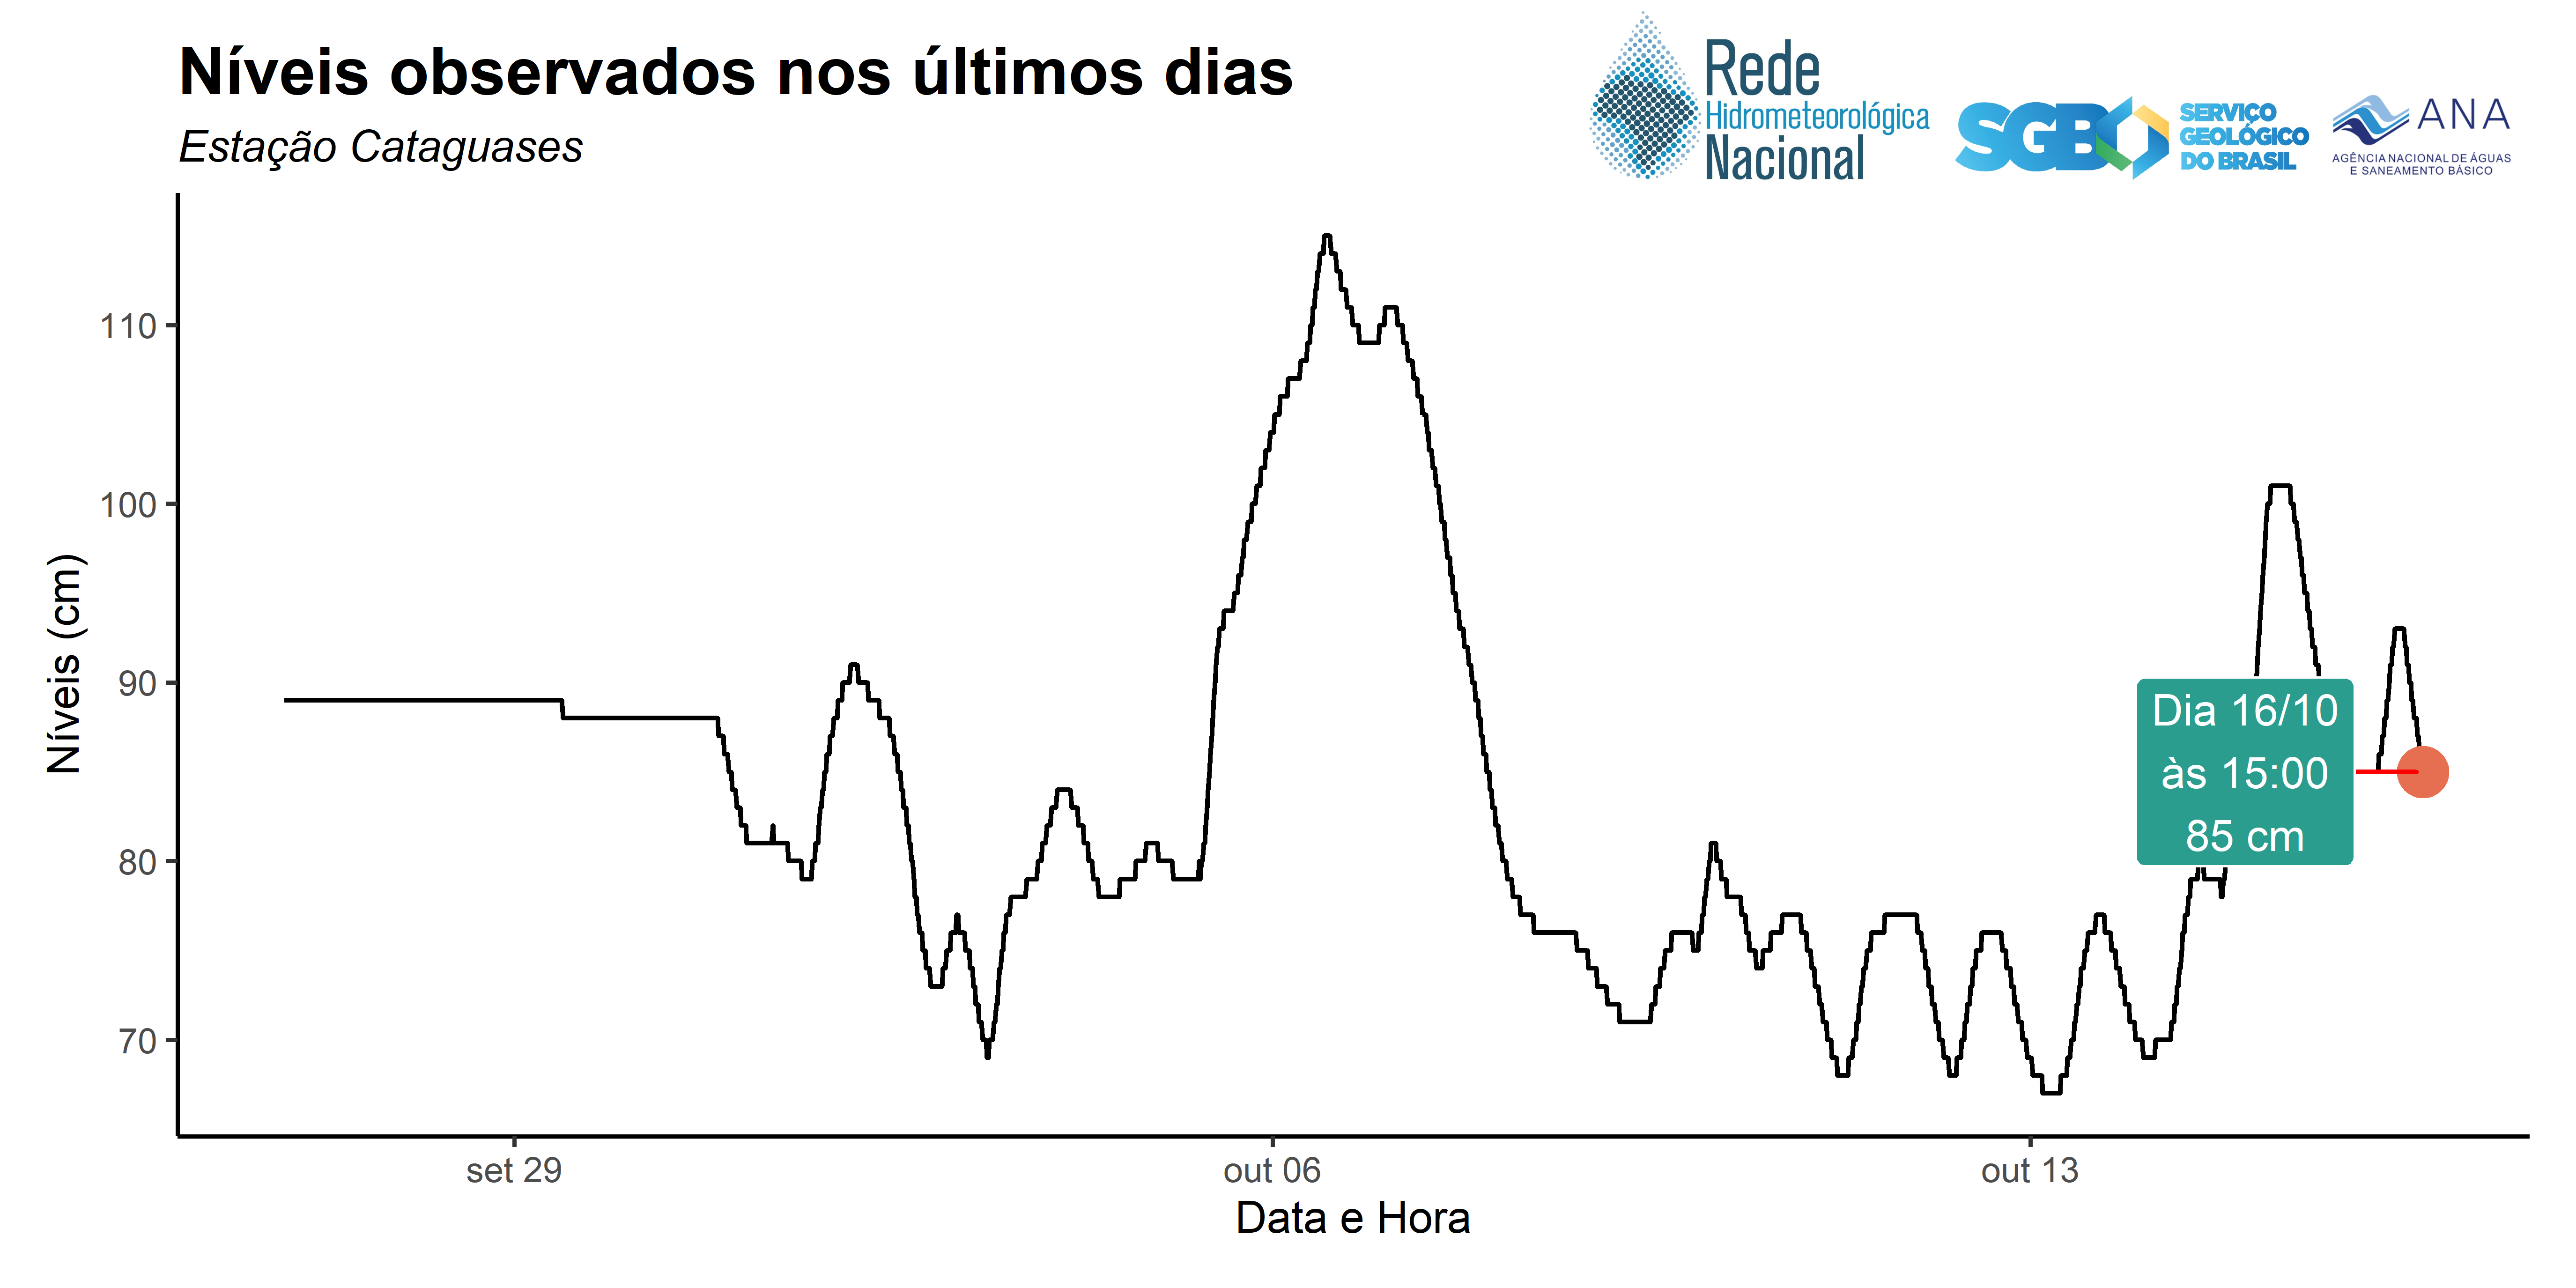 Níveis observados nos últimos dias
Estação Cataguases
Rede
Hidrometeorológica
Nacional
SGB
SERVIÇO
GEOLÓGICO
DO BRASIL
ANA
AGÊNCIA NACIONAL DE ÁGUAS
E SANEAMENTO BÁSICO
Níveis (cm)
110
100
90
80
70
Dia 16/10
às 15:00
85 cm
set 29
out 06
out 13
Data e Hora